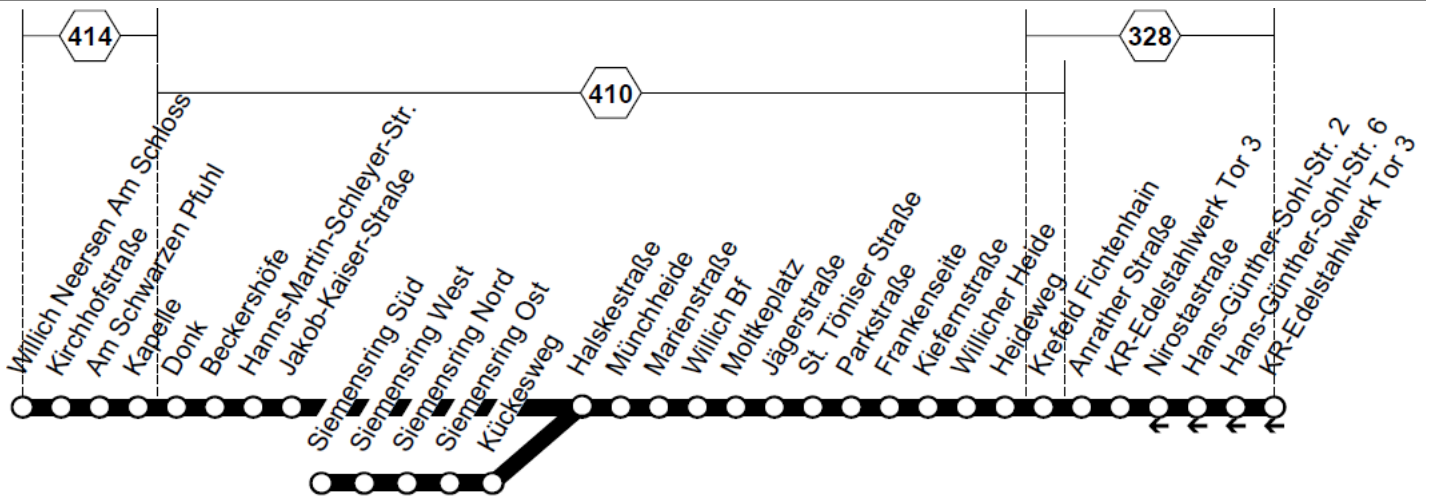 414
328
410
Willich Neersen Am Schloss
Kirchhofstraße
Am Schwarzen Pfuhl
Kapelle
Donk
Beckershöfe
Hanns-Martin-Schleyer-Str.
Jakob-Kaiser-Straße
Siemensring Süd
Siemensring West
Siemensring Nord
Siemensring Ost
Kückesweg
Halskestraße
Münchheide
Marienstraße
Willich Bf
Moltkeplatz
Jägerstraße
St. Töniser Straße
Parkstraße
Frankenseite
Kiefernstraße
Willicher Heide
Heideweg
Krefeld Fichtenhain
Anrather Straße
KR-Edelstahlwerk Tor 3
Nirostastraße
Hans-Günther-Sohl-Str. 2
Hans-Günther-Sohl-Str. 6
KR-Edelstahlwerk Tor 3